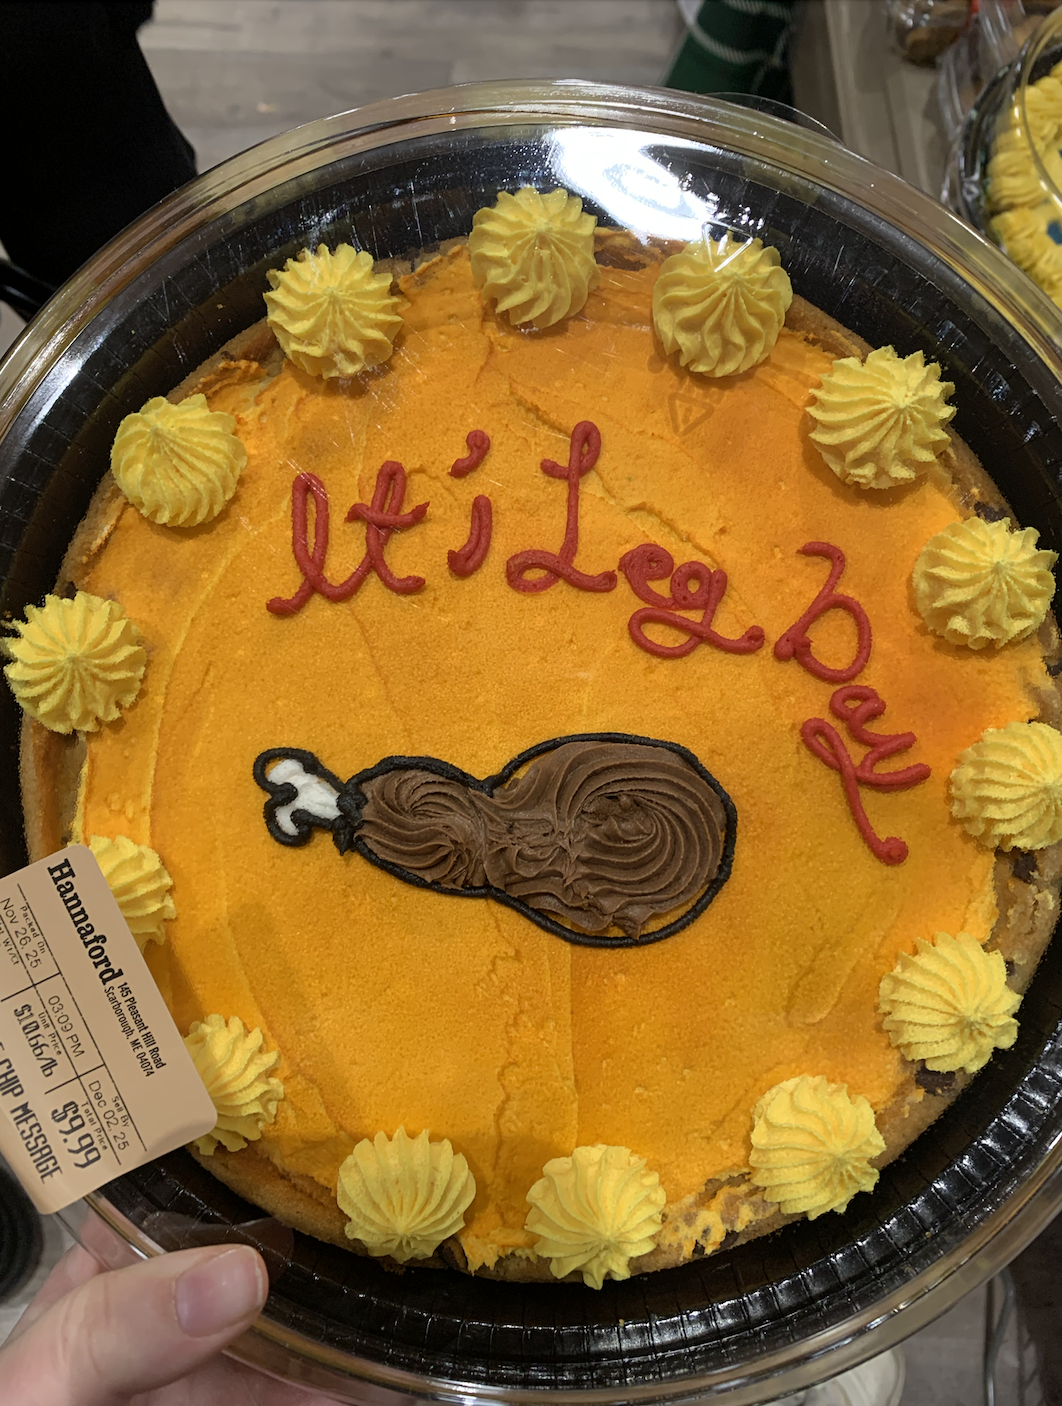 It'i Leg Day
Hannaford
145 Pleasant Hill Road
Scarborough, ME 04074
Packed On
Nov 26, 25
03:09 PM
Sell By
Dec 02, 25
Unit Price
$10.66/lb
Total Price
$9.99
CHIP MESSAGE